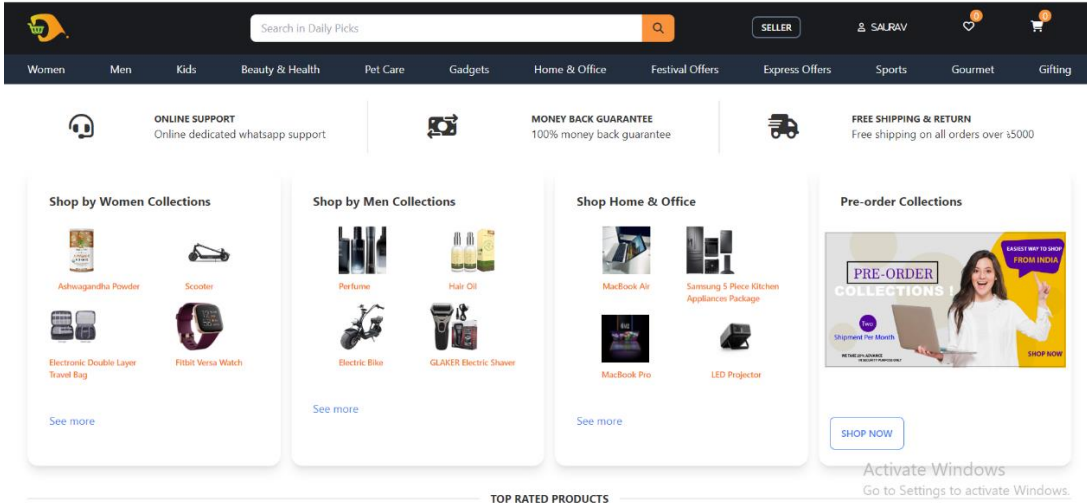 Search in Daily Picks
SELLER
SAURAV
0
0
Women Men Kids Beauty & Health Pet Care Gadgets Home & Office Festival Offers Express Offers Sports Gourmet Gifting
ONLINE SUPPORT
Online dedicated whatsapp support
MONEY BACK GUARANTEE
100% money back guarantee
FREE SHIPPING & RETURN
Free shipping on all orders over ৳5000
Shop by Women Collections
Ashwagandha Powder
Scooter
Electronic Double Layer
Travel Bag
Fitbit Versa Watch
See more
Shop by Men Collections
Perfume
Hair Oil
Electric Bike
GLAKER Electric Shaver
See more
Shop Home & Office
MacBook Air
Samsung 5 Piece Kitchen
Appliances Package
MacBook Pro
LED Projector
See more
Pre-order Collections
EASIEST WAY TO SHOP
FROM INDIA
PRE-ORDER
COLLECTIONS !
Two
Shipment Per Month
SHOP NOW
SHOP NOW
Activate Windows
Go to Settings to activate Windows.
TOP RATED PRODUCTS